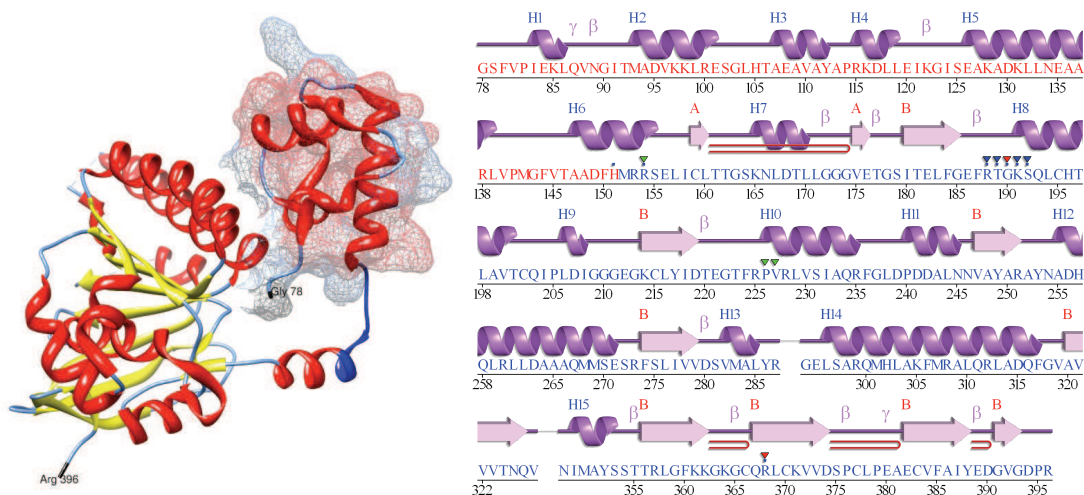 Gly 78
Arg 396
H1 γ β H2 H3 H4 β H5
GSFVPIEKLQVNGITMADVKKLRESGLHTAEAVAYAPRKDLLEIKGISEAKADKLLNEAA
78 85 90 95 100 105 110 115 120 125 130 135
H6 A H7 β A β B β H8
RLVPMGFVTAADFHMRRSELICLTTGSKNLDTLLGGGVETGSITELFGEFRTGKSQLCHT
138 145 150 155 160 165 170 175 180 185 190 195
H9 B β H10 H11 B H12
LAVTCQIPLDIGGGEGKCLYIDTEGTFRPVRLVSIAQRFGLDPDDALNNVAYARAYNADH
198 205 210 215 220 225 230 235 240 245 250 255
B β H13 H14 B
QLRLLDAAAQMMSESRFSLIVVDSVMALYR GELSARQMHLAKFMRALQRLADQFGVAV
258 265 270 275 280 285 300 305 310 315 320
H15 β B β B β γ B β B
VVTNQV NIMAYSSTTRLGFKKGKGCQRLCKVVDSPCLPEAECVFAIYEDGVGDPR
322 355 360 365 370 375 380 385 390 395